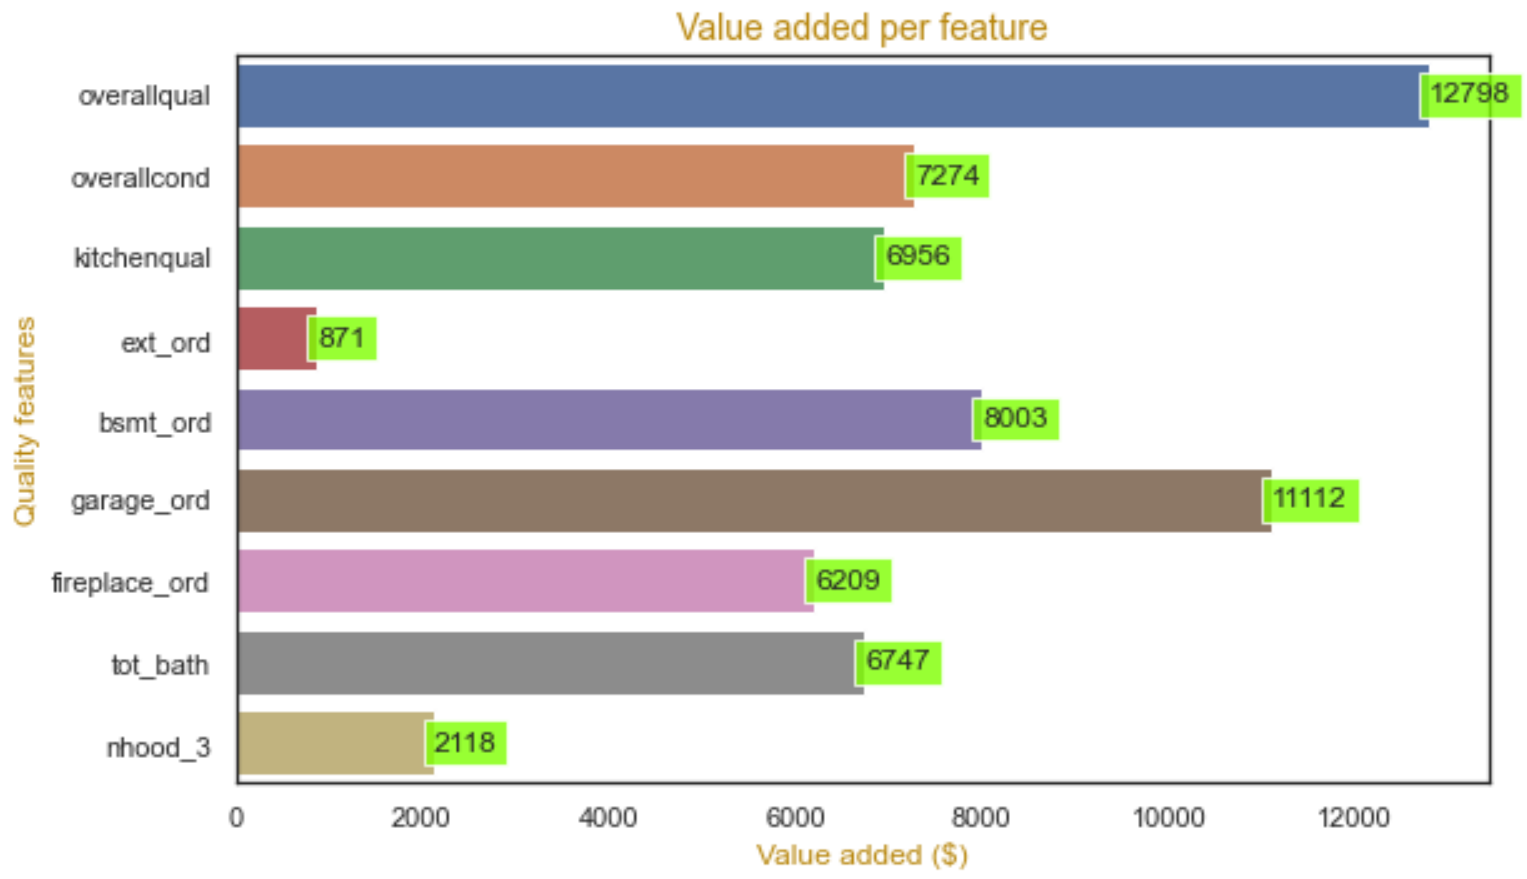 Value added per feature
overallqual
12798
overallcond
7274
kitchenqual
6956
ext_ord
871
bsmt_ord
8003
garage_ord
11112
fireplace_ord
6209
tot_bath
6747
nhood_3
2118
Quality features
0 2000 4000 6000 8000 10000 12000
Value added ($)